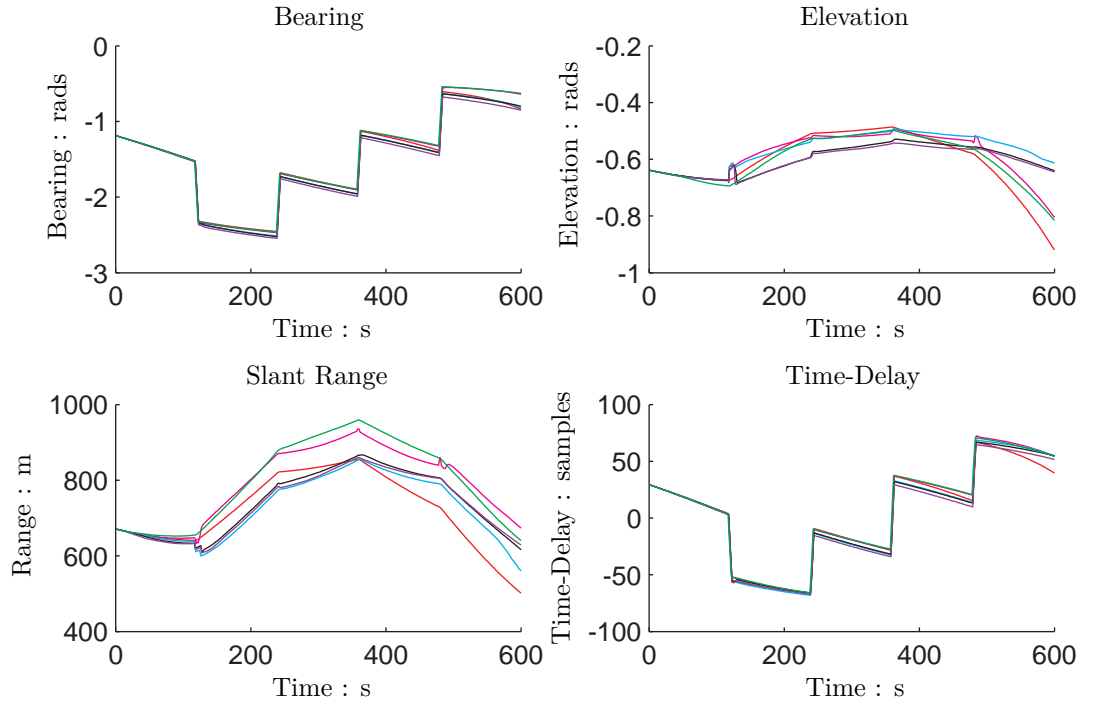 Bearing
Elevation
0
-1
-2
-3
Bearing : rads
0
200
400
600
Time : s
-0.2
-0.4
-0.6
-0.8
-1
Elevation : rads
0
200
400
600
Time : s
Slant Range
Time-Delay
1000
800
600
400
Range : m
0
200
400
600
Time : s
100
50
0
-50
-100
Time-Delay : samples
0
200
400
600
Time : s